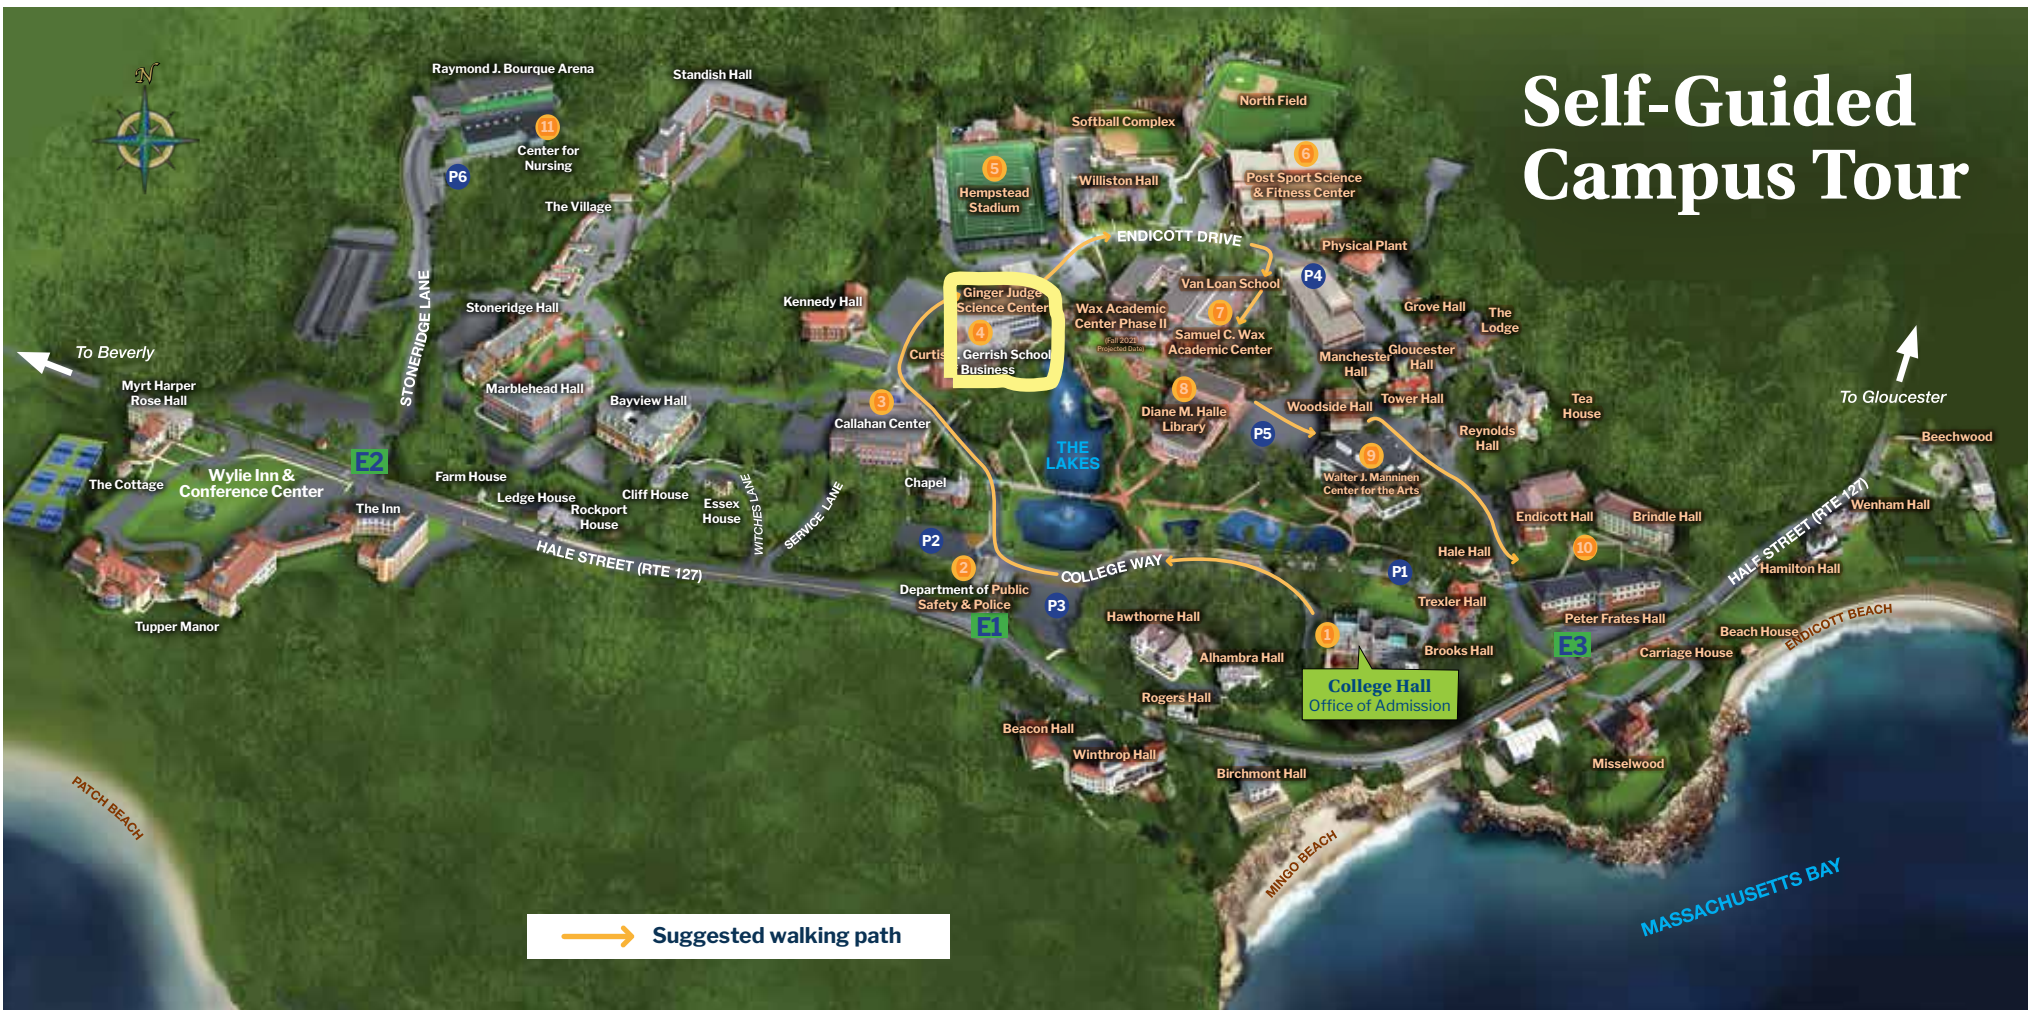 Self-Guided
Campus Tour
N
Raymond J. Bourque Arena
11
Center for
Nursing
P6
Standish Hall
The Village
North Field
Softball Complex
5
Hempstead
Stadium
Williston Hall
6
Post Sport Science
& Fitness Center
ENDICOTT DRIVE
Physical Plant
P4
Van Loan School
7
Samuel C. Wax
Academic Center
Wax Academic
Center Phase II
(Fall 2021
Projected Date)
Ginger Judge
Science Center
4
Curtis
. Gerrish School
Business
Kennedy Hall
Stoneridge Hall
STONERIDGE LANE
To Beverly
Myrt Harper
Rose Hall
Marblehead Hall
Bayview Hall
3
Callahan Center
8
Diane M. Halle
Library
P5
Grove Hall
The
Lodge
Manchester
Hall
Gloucester
Hall
Woodside Hall
Tower Hall
Reynolds
Hall
Tea
House
To Gloucester
Beechwood
Wenham Hall
9
Walter J. Manninen
Center for the Arts
THE
LAKES
Chapel
E2
The Cottage
Wylie Inn &
Conference Center
The Inn
Farm House
Ledge House
Rockport
House
Cliff House
Essex
House
WITCHES LANE
SERVICE LANE
HALE STREET (RTE 127)
P2
2
Department of Public
Safety & Police
E1
P3
COLLEGE WAY
P1
Endicott Hall
Brindle Hall
10
Hale Hall
Trexler Hall
Peter Frates Hall
E3
HALE STREET (RTE 127)
Hamilton Hall
Beach House
ENDICOTT BEACH
Carriage House
Brooks Hall
1
College Hall
Office of Admission
Hawthorne Hall
Alhambra Hall
Rogers Hall
Tupper Manor
Beacon Hall
Winthrop Hall
Birchmont Hall
Misselwood
PATCH BEACH
MINGO BEACH
MASSACHUSETTS BAY
Suggested walking path